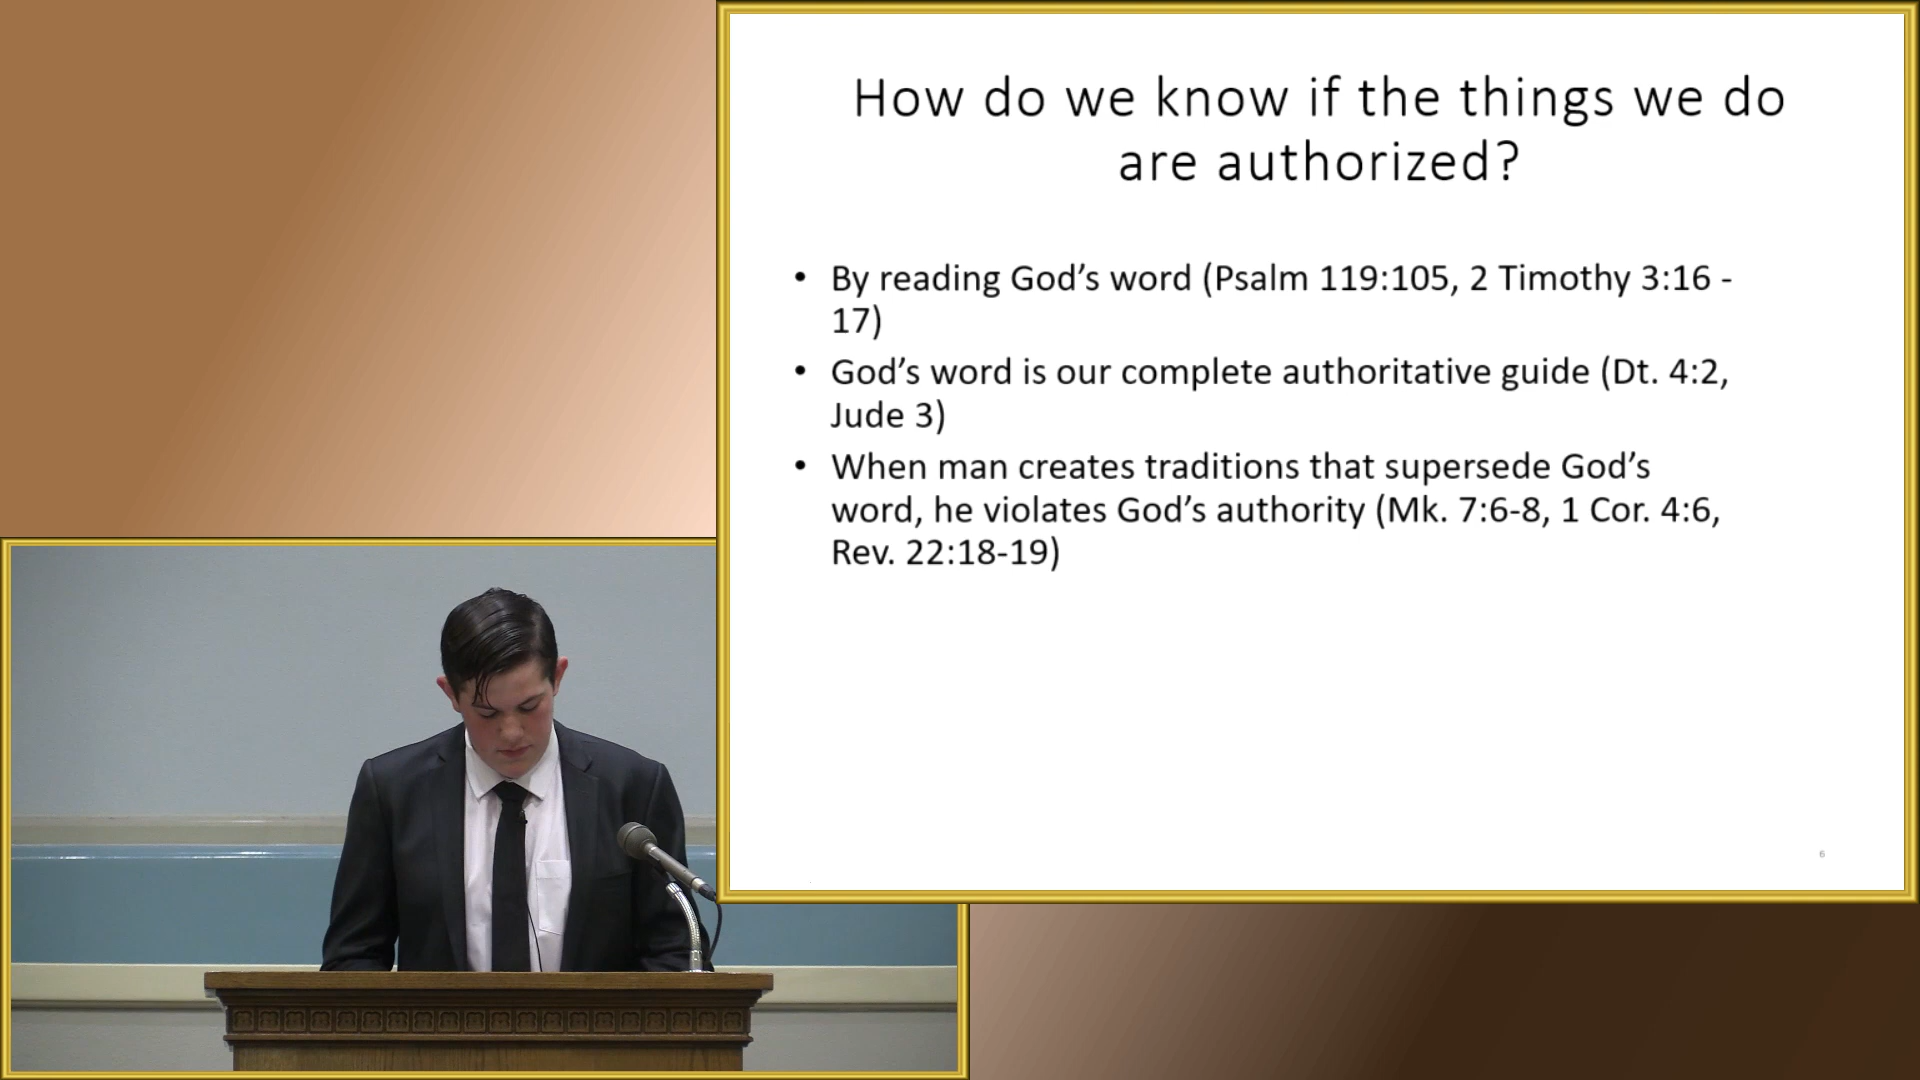 How do we know if the things we do
are authorized?
• By reading God’s word (Psalm 119:105, 2 Timothy 3:16 -
17)
• God’s word is our complete authoritative guide (Dt. 4:2,
Jude 3)
• When man creates traditions that supersede God’s
word, he violates God’s authority (Mk. 7:6-8, 1 Cor. 4:6,
Rev. 22:18-19)
6